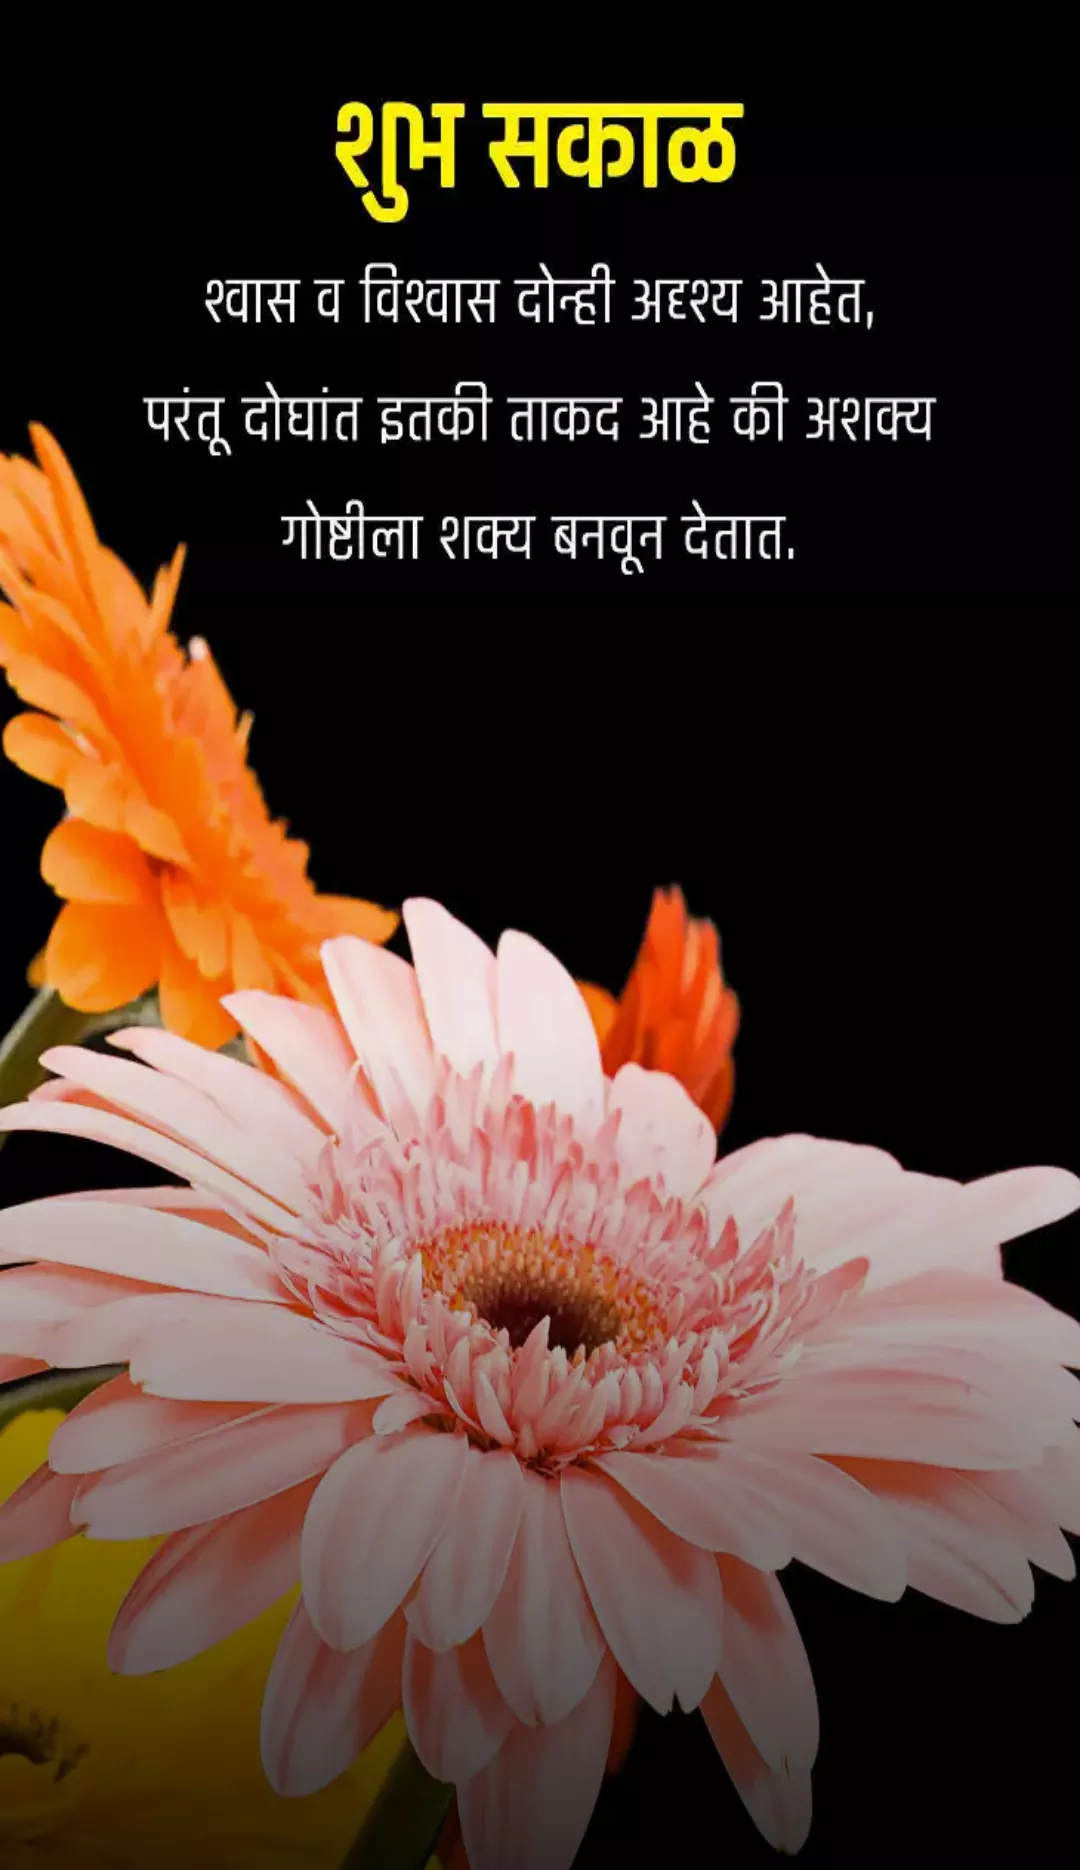 शुभ सकाळ
श्वास व विश्वास दोन्ही अदृश्य आहेत,
परंतू दोघांत इतकी ताकद आहे की अशक्य
गोष्टीला शक्य बनवून देतात.